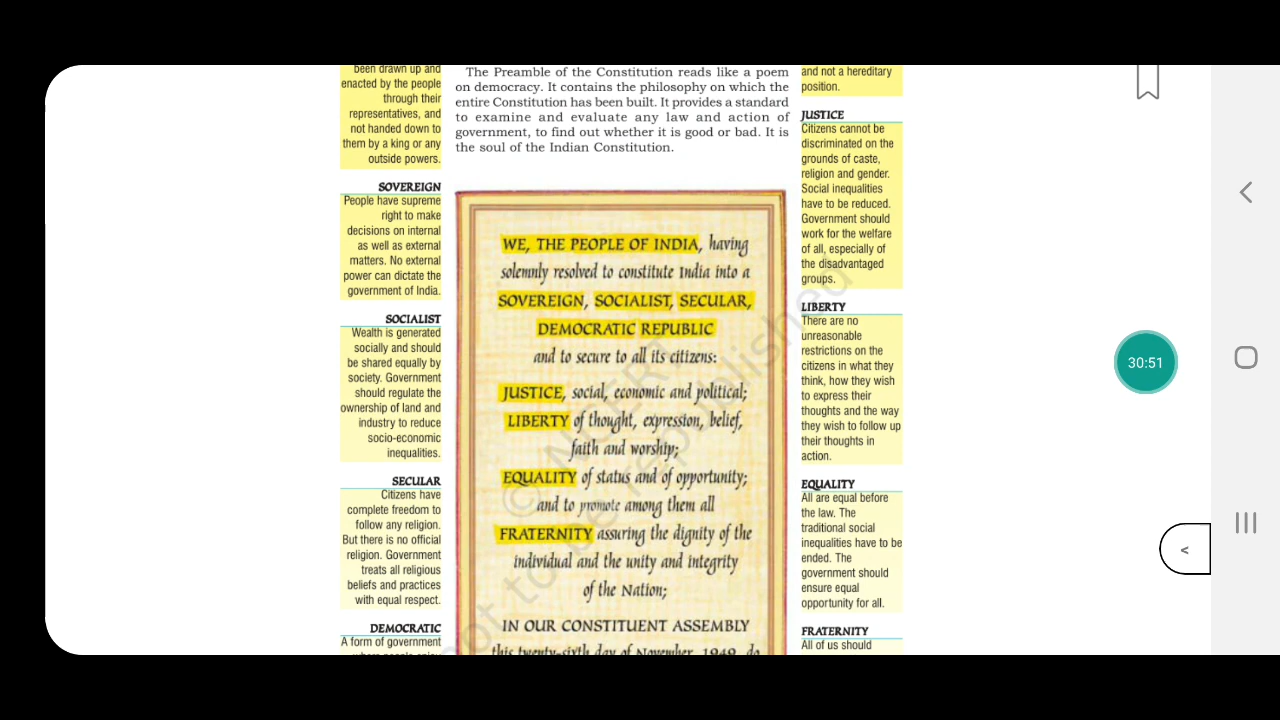 been drawn up and
enacted by the people
through their
representatives, and
not handed down to
them by a king or any
outside powers.
SOVEREIGN
People have supreme
right to make
decisions on internal
as well as external
matters. No external
power can dictate the
government of India.
SOCIALIST
Wealth is generated
socially and should
be shared equally by
society. Government
should regulate the
ownership of land and
industry to reduce
socio-economic
inequalities.
SECULAR
Citizens have
complete freedom to
follow any religion.
But there is no official
religion. Government
treats all religious
beliefs and practices
with equal respect.
DEMOCRATIC
A form of government
where people enjoy
The Preamble of the Constitution reads like a poem
on democracy. It contains the philosophy on which the
entire Constitution has been built. It provides a standard
to examine and evaluate any law and action of
government, to find out whether it is good or bad. It is
the soul of the Indian Constitution.
WE, THE PEOPLE OF INDIA, having
solemnly resolved to constitute India into a
SOVEREIGN, SOCIALIST, SECULAR,
DEMOCRATIC REPUBLIC
and to secure to all its citizens:
JUSTICE, social, economic and political;
LIBERTY of thought, expression, belief,
faith and worship;
EQUALITY of status and of opportunity;
and to promote among them all
FRATERNITY assuring the dignity of the
individual and the unity and integrity
of the Nation;
IN OUR CONSTITUENT ASSEMBLY
this twenty-sixth day of November, 1949, do
and not a hereditary
position.
JUSTICE
Citizens cannot be
discriminated on the
grounds of caste,
religion and gender.
Social inequalities
have to be reduced.
Government should
work for the welfare
of all, especially of
the disadvantaged
groups.
LIBERTY
There are no
unreasonable
restrictions on the
citizens in what they
think, how they wish
to express their
thoughts and the way
they wish to follow up
their thoughts in
action.
EQUALITY
All are equal before
the law. The
traditional social
inequalities have to be
ended. The
government should
ensure equal
opportunity for all.
FRATERNITY
All of us should
30:51
© NCERT
not to be republished